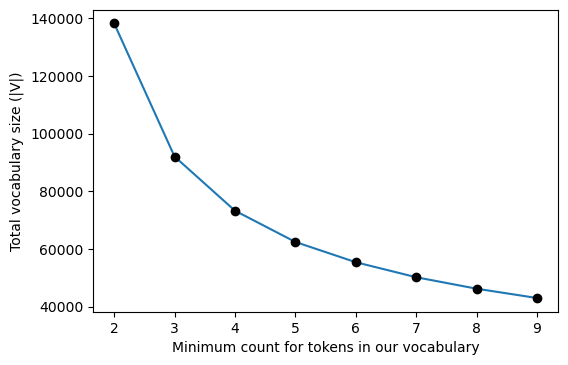 140000
120000
100000
80000
60000
40000
Total vocabulary size (|V|)
2 3 4 5 6 7 8 9
Minimum count for tokens in our vocabulary